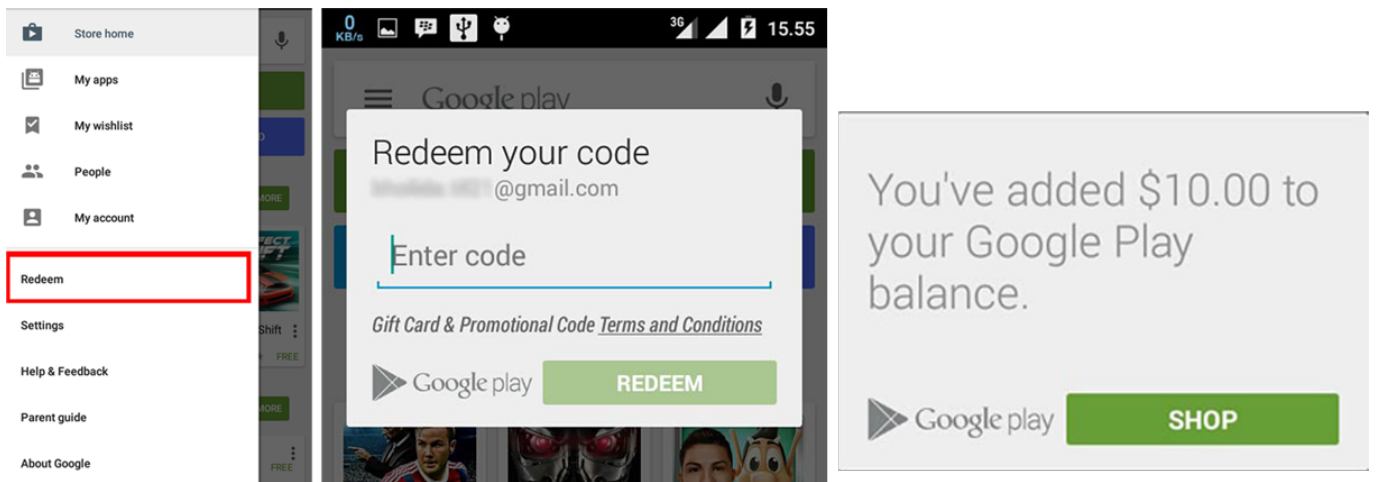 Store home
My apps
My wishlist
People
My account
Redeem
Settings
Help & Feedback
Parent guide
About Google
MORE
Shift
FREE
MORE
FREE
0
KB/s
3G
15.55
Google play
Redeem your code
@gmail.com
Enter code
Gift Card & Promotional Code Terms and Conditions
Google play
REDEEM
You've added $10.00 to
your Google Play
balance.
Google play
SHOP